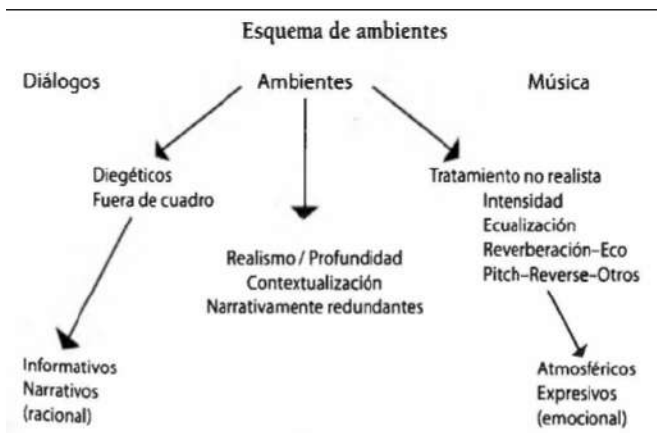 Esquema de ambientes
Diálogos
Ambientes
Música
Diegéticos
Fuera de cuadro
Tratamiento no realista
Intensidad
Ecualización
Reverberación–Eco
Pitch–Reverse–Otros
Realismo / Profundidad
Contextualización
Narrativamente redundantes
Informativos
Narrativos
(racional)
Atmosféricos
Expresivos
(emocional)